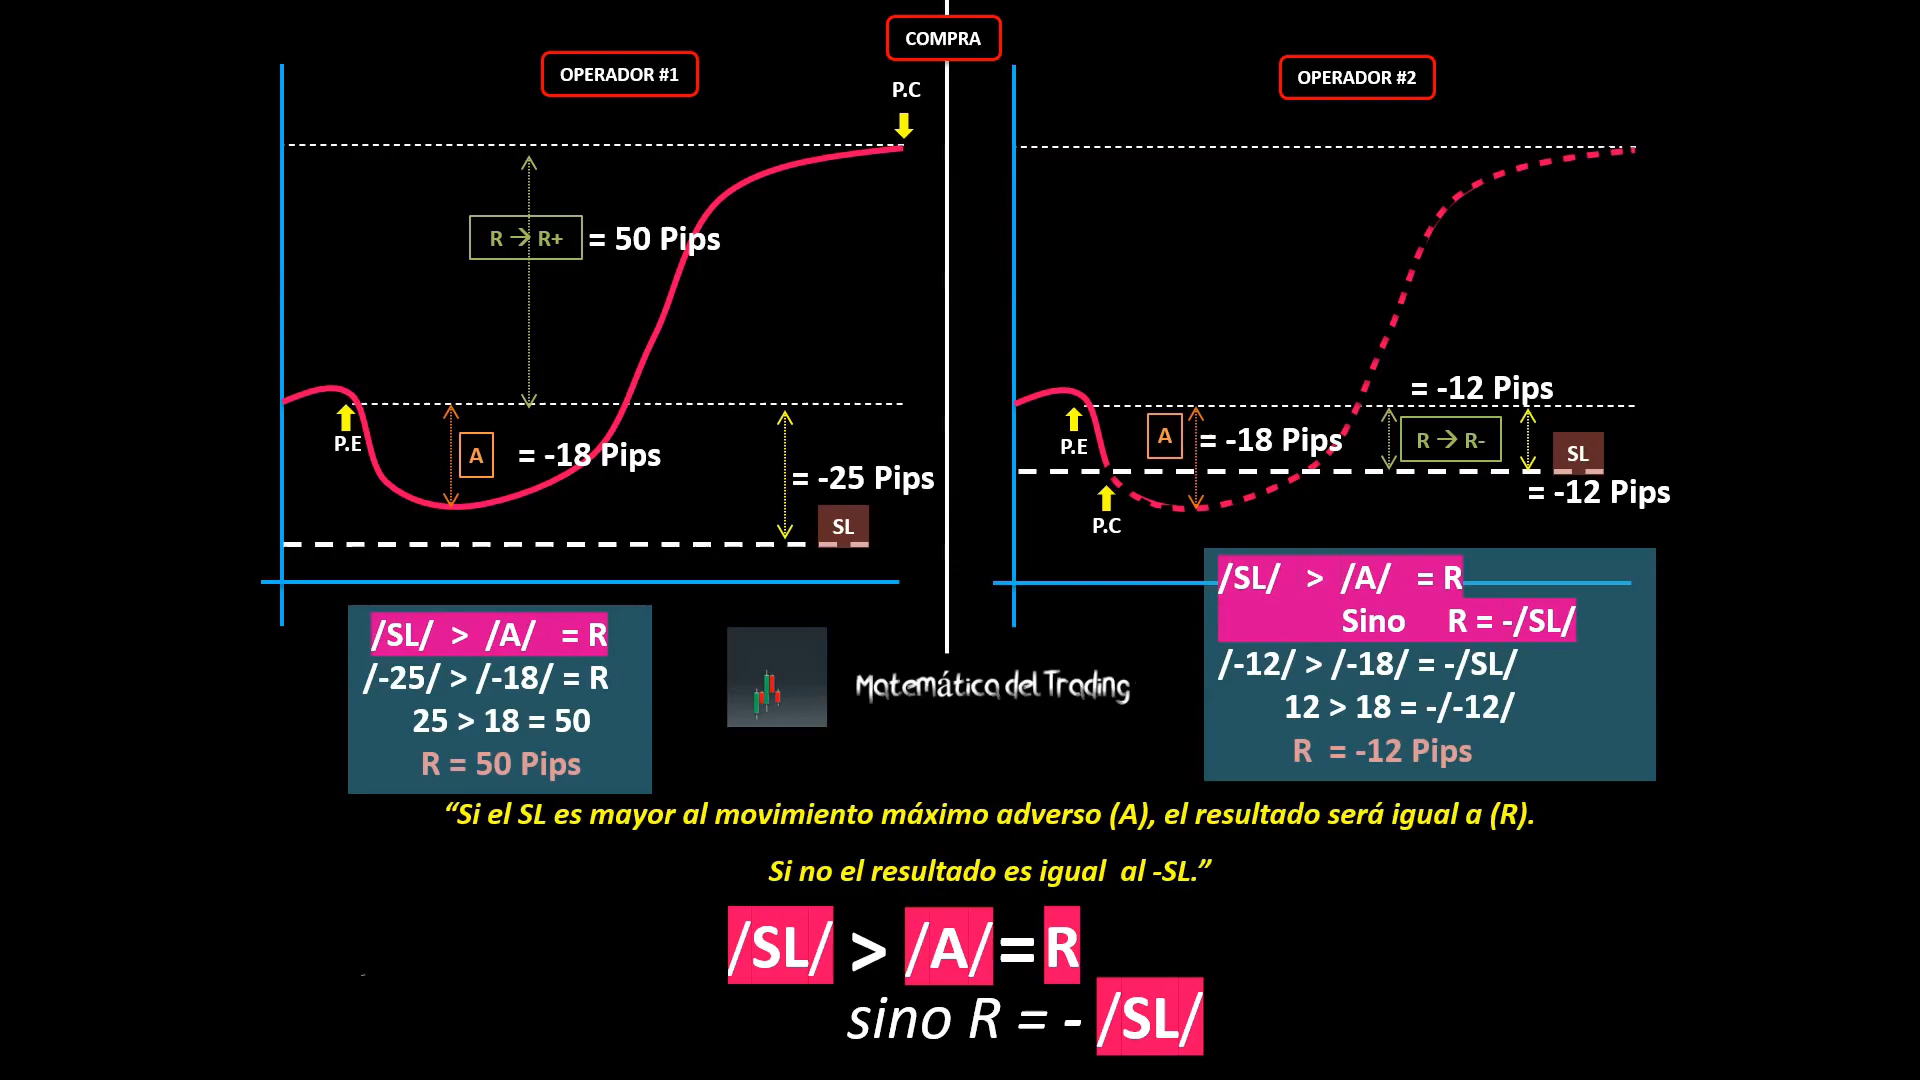 COMPRA
OPERADOR #1
P.C
R → R+ = 50 Pips
P.E
A = -18 Pips
= -25 Pips
SL
OPERADOR #2
= -12 Pips
P.E
A = -18 Pips
R → R-
SL
= -12 Pips
P.C
/SL/ > /A/ = R
/-25/ > /-18/ = R
25 > 18 = 50
R = 50 Pips
Matemática del Trading
/SL/ > /A/ = R
Sino R = -/SL/
/-12/ > /-18/ = -/SL/
12 > 18 = -/-12/
R = -12 Pips
“Si el SL es mayor al movimiento máximo adverso (A), el resultado será igual a (R).
Si no el resultado es igual al -SL.”
/SL/ > /A/ = R
sino R = - /SL/